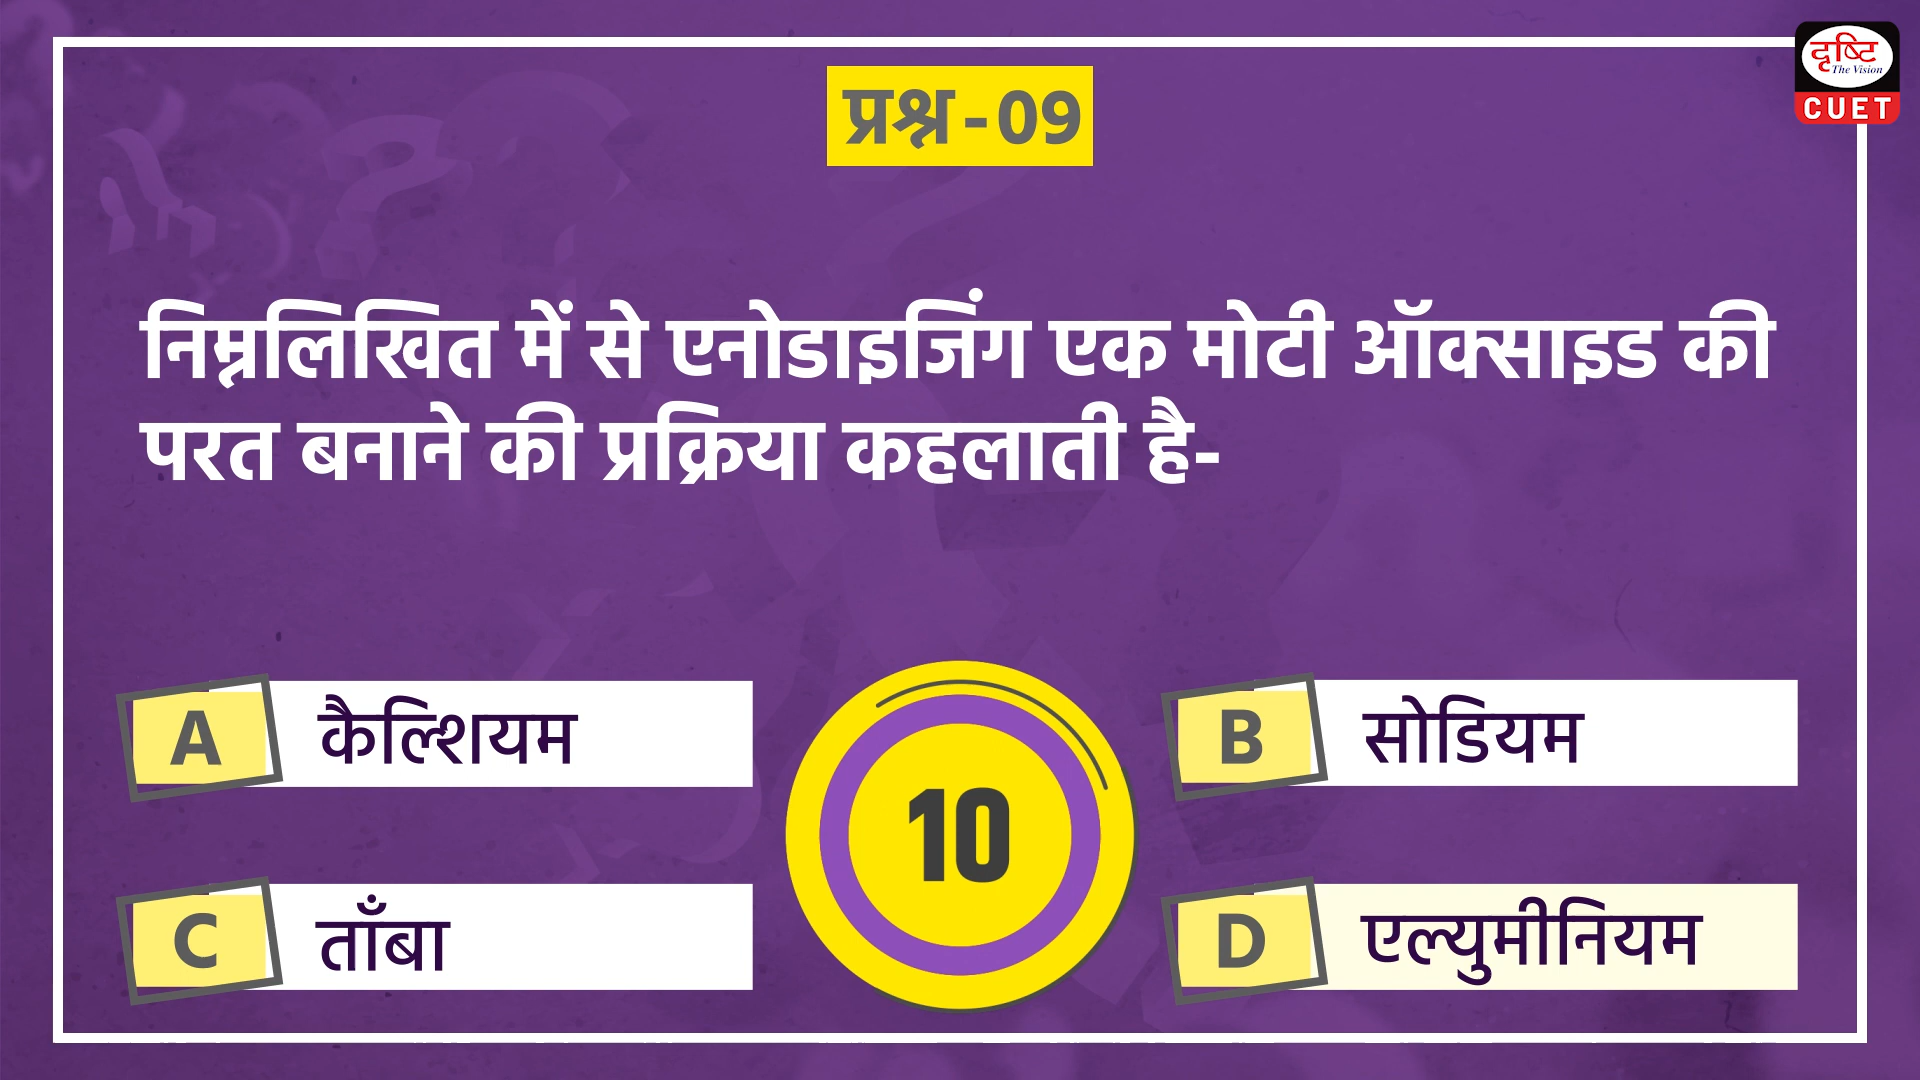 दृष्टि
The Vision
CUET
प्रश्न - 09
निम्नलिखित में से एनोडाइजिंग एक मोटी ऑक्साइड की
परत बनाने की प्रक्रिया कहलाती है-
A कैल्शियम
B सोडियम
10
C ताँबा
D एल्युमीनियम